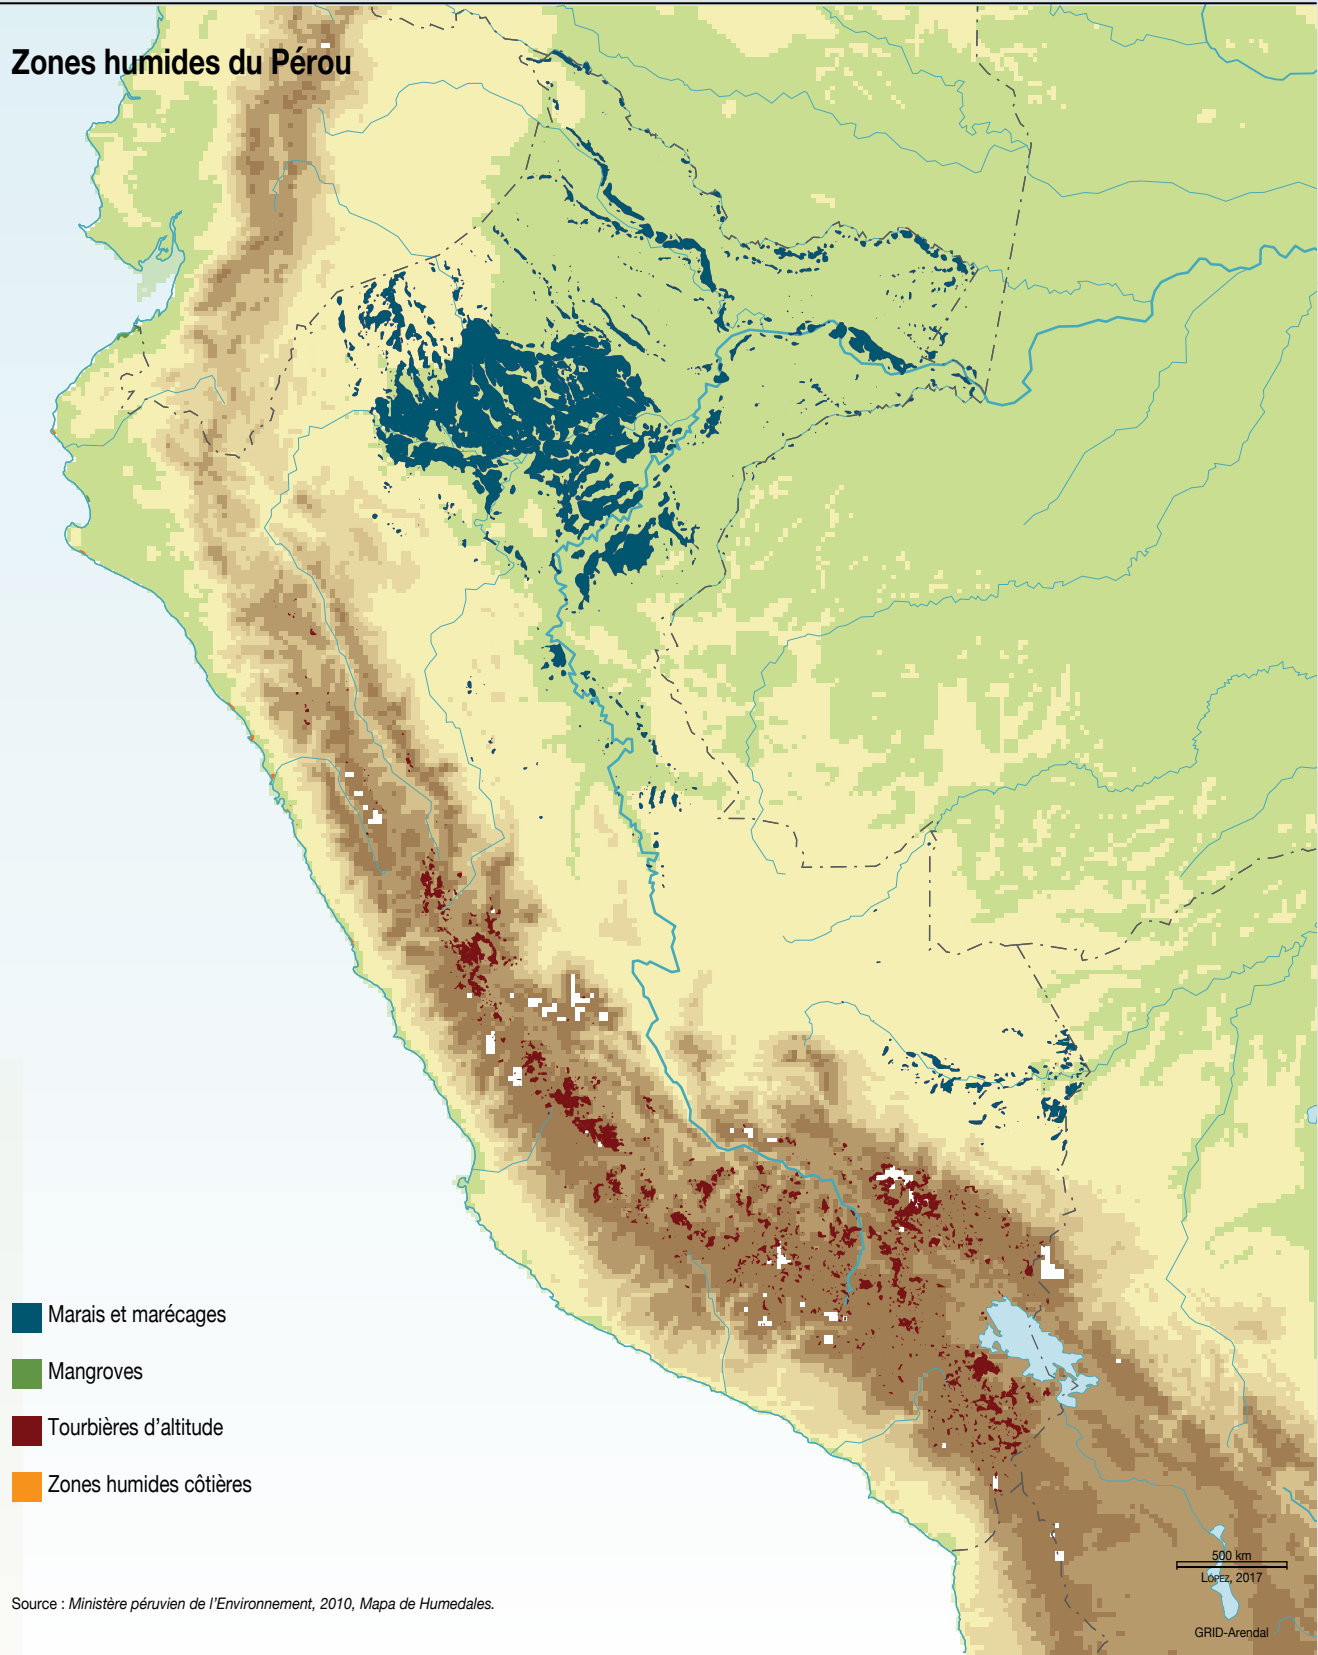 Zones humides du Pérou
Marais et marécages
Mangroves
Tourbières d'altitude
Zones humides côtières
Source : Ministère péruvien de l'Environnement, 2010, Mapa de Humedales.
500 km
López, 2017
GRID-Arendal